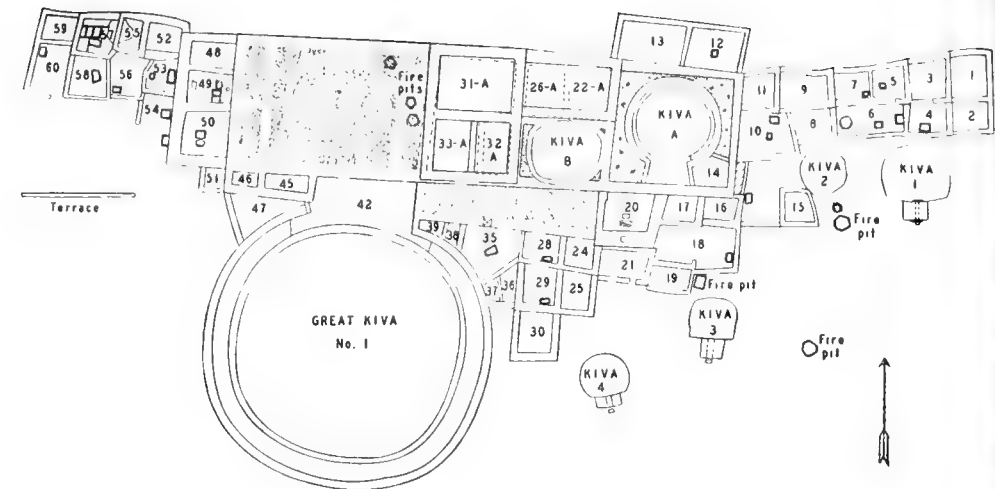 59
57
55
52
60
58
56
53
54
48
49
50
51
46
45
47
42
Terrace
Fire
pits
31-A
33-A
32
A
26-A
22-A
KIVA
B
13
12
KIVA
A
14
11
10
9
8
7
5
6
3
4
1
2
KIVA
2
KIVA
1
15
Fire
pit
39
38
35
37
36
28
24
29
25
30
20
C
17
16
18
21
19
Fire pit
KIVA
3
KIVA
4
Fire
pit
GREAT KIVA
No. 1